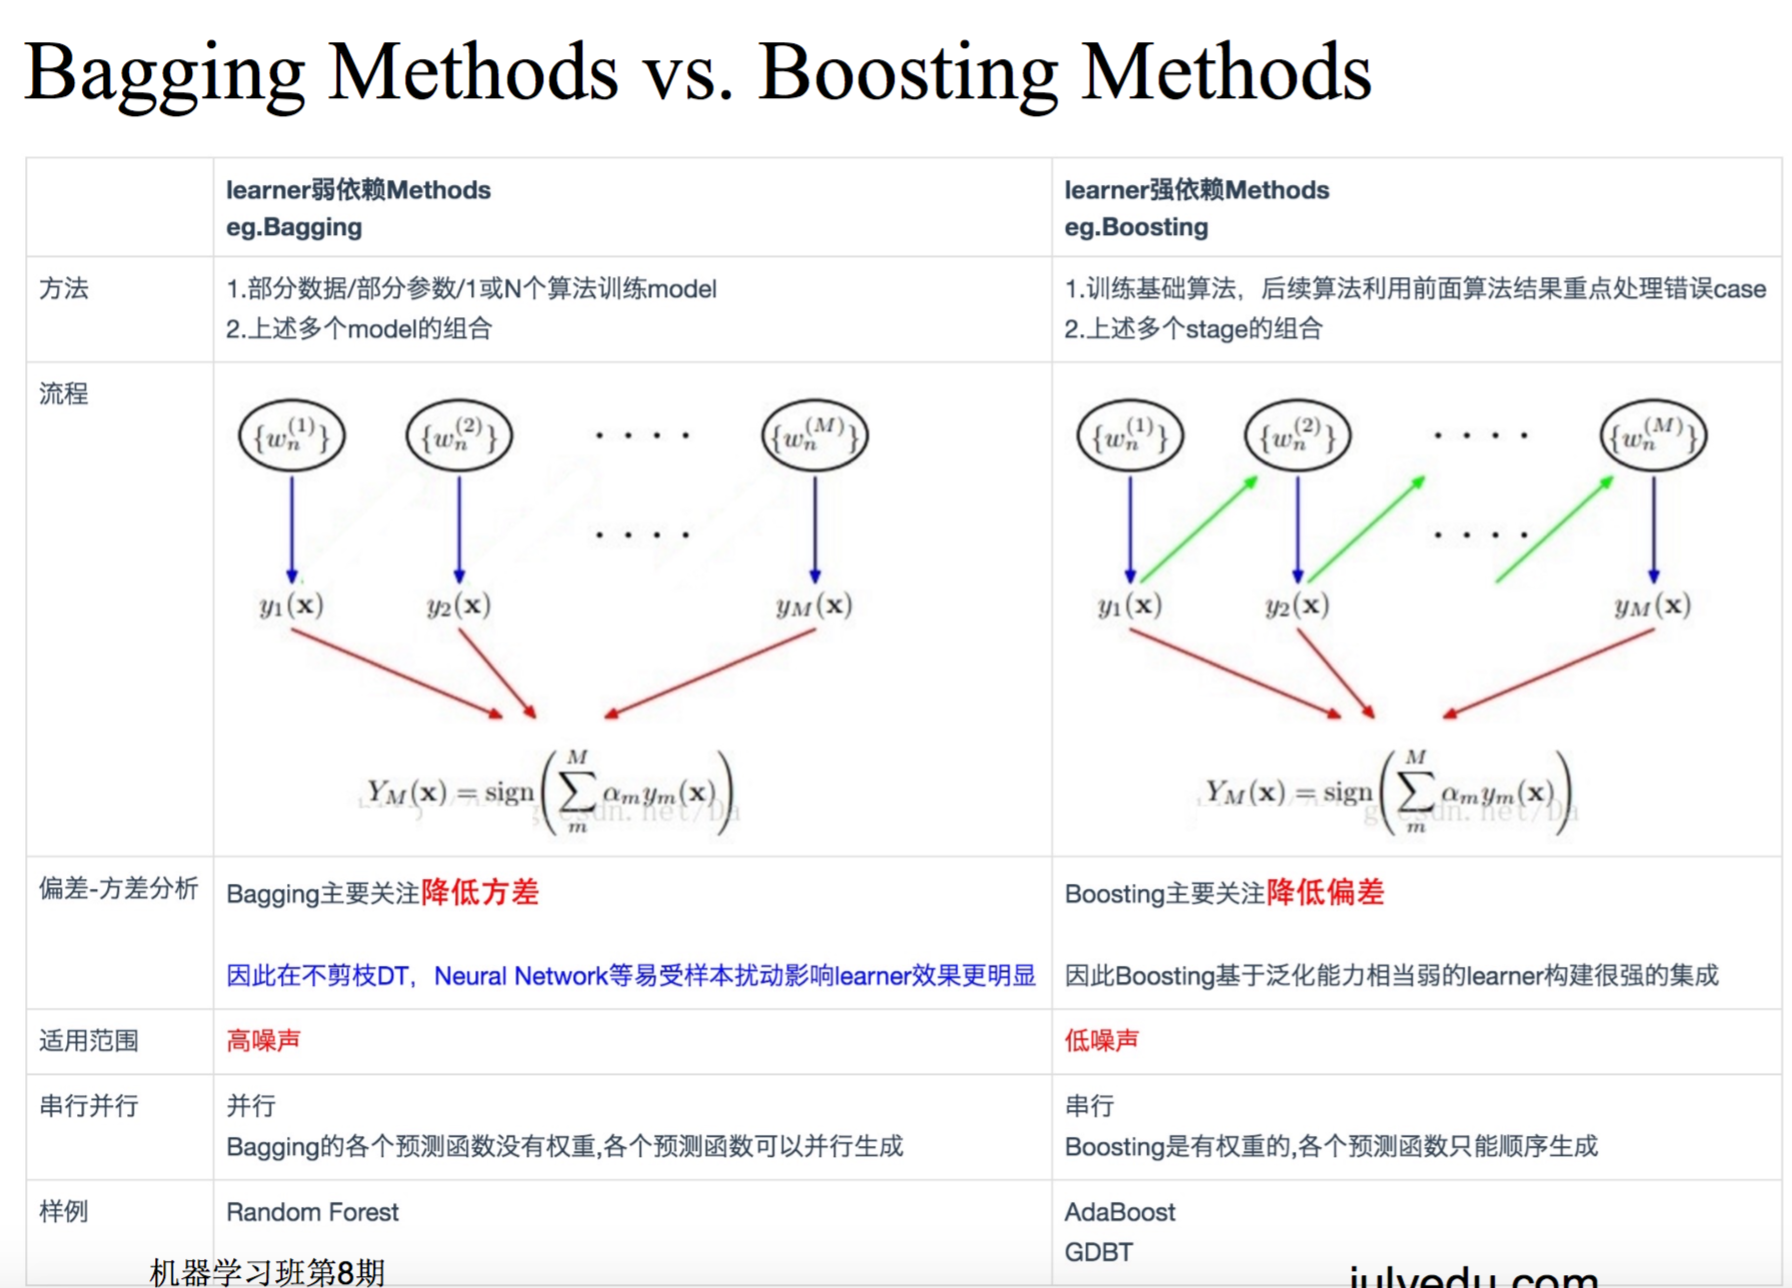 Bagging Methods vs. Boosting Methods
learner弱依赖Methods
eg.Bagging
learner强依赖Methods
eg.Boosting
方法
1.部分数据/部分参数/1或N个算法训练model
2.上述多个model的组合
1.训练基础算法，后续算法利用前面算法结果重点处理错误case
2.上述多个stage的组合
流程
{w_n^{(1)}} {w_n^{(2)}} · · · · {w_n^{(M)}}
· · · ·
y_1(x) y_2(x) y_M(x)
Y_M(x) = sign(∑_m^M α_m y_m(x))
{w_n^{(1)}} {w_n^{(2)}} · · · · {w_n^{(M)}}
· · · ·
y_1(x) y_2(x) y_M(x)
Y_M(x) = sign(∑_m^M α_m y_m(x))
偏差-方差分析
Bagging主要关注降低方差
因此在不剪枝DT，Neural Network等易受样本扰动影响learner效果更明显
Boosting主要关注降低偏差
因此Boosting基于泛化能力相当弱的learner构建很强的集成
适用范围
高噪声
低噪声
串行并行
并行
Bagging的各个预测函数没有权重,各个预测函数可以并行生成
串行
Boosting是有权重的,各个预测函数只能顺序生成
样例
Random Forest
AdaBoost
GDBT
机器学习班第8期
julyedu.com